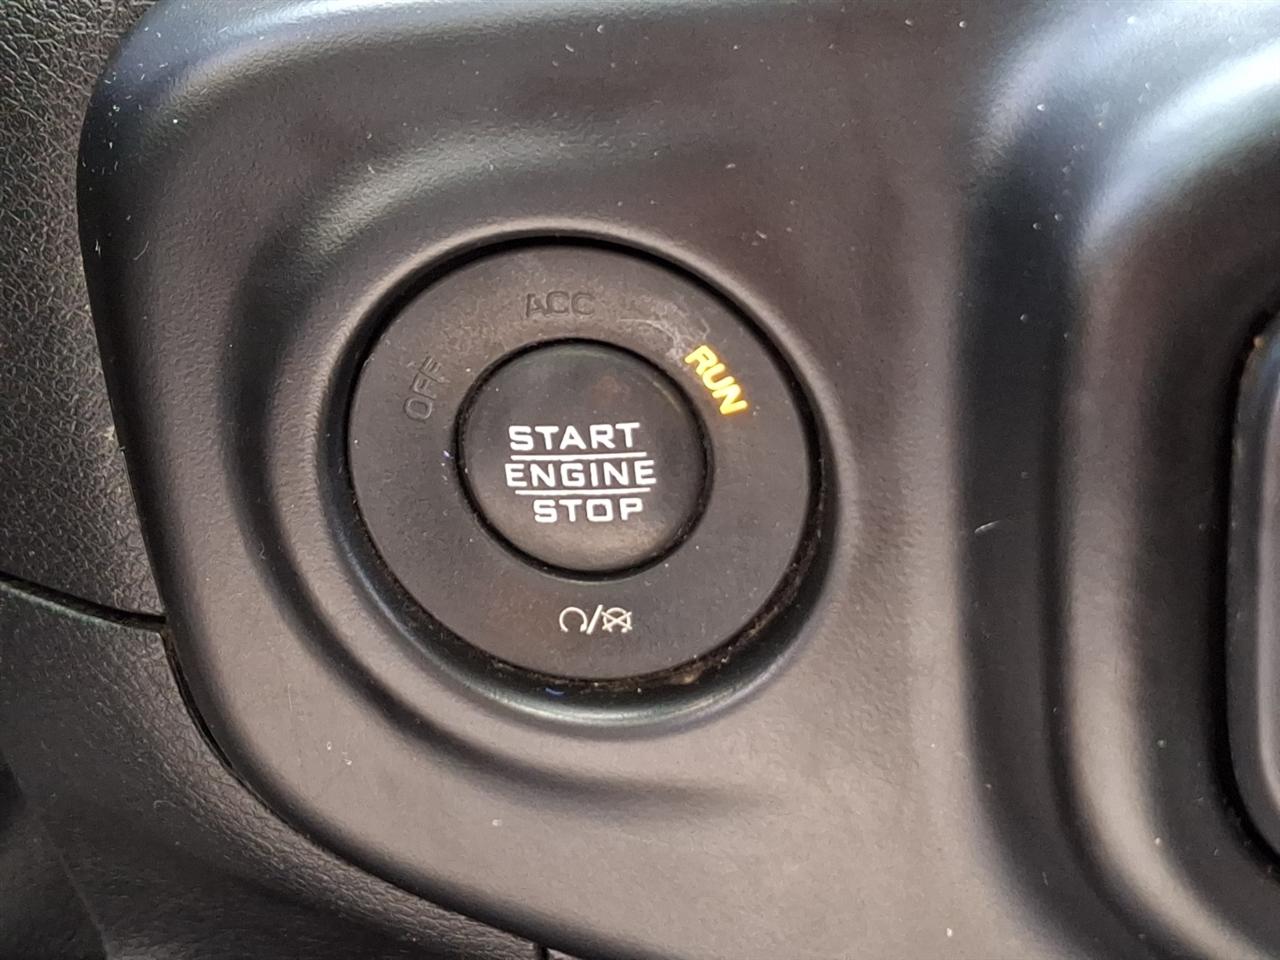 ACC
OFF
RUN
START
ENGINE
STOP